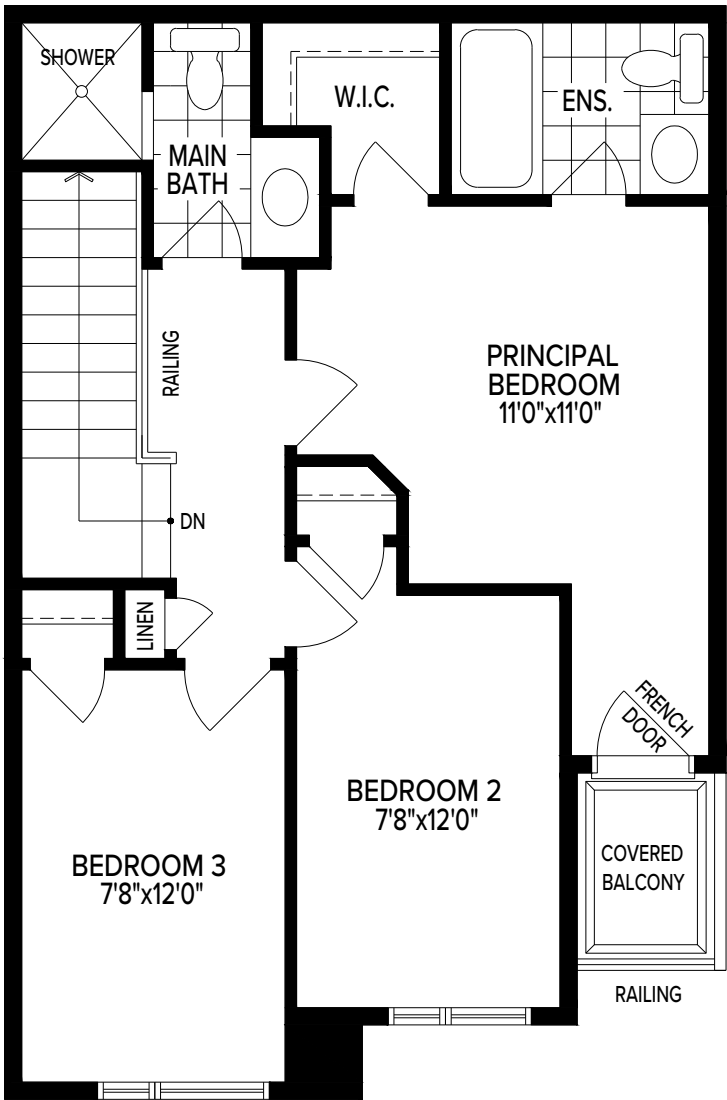 SHOWER
MAIN
BATH
W.I.C.
ENS.
RAILING
PRINCIPAL
BEDROOM
11'0"x11'0"
DN
LINEN
FRENCH
DOOR
BEDROOM 2
7'8"x12'0"
BEDROOM 3
7'8"x12'0"
COVERED
BALCONY
RAILING